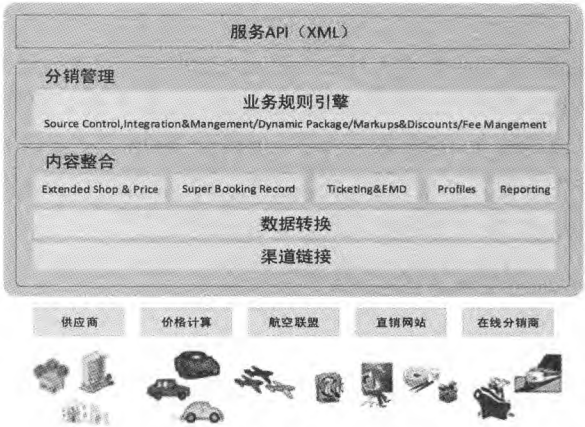 服务API（XML）
分销管理
业务规则引擎
Source Control,Integration&Mangement/Dynamic Package/Markups&Discounts/Fee Mangement
内容整合
Extended Shop & Price Super Booking Record Ticketing&EMD Profiles Reporting
数据转换
渠道链接
供应商 价格计算 航空联盟 直销网站 在线分销商